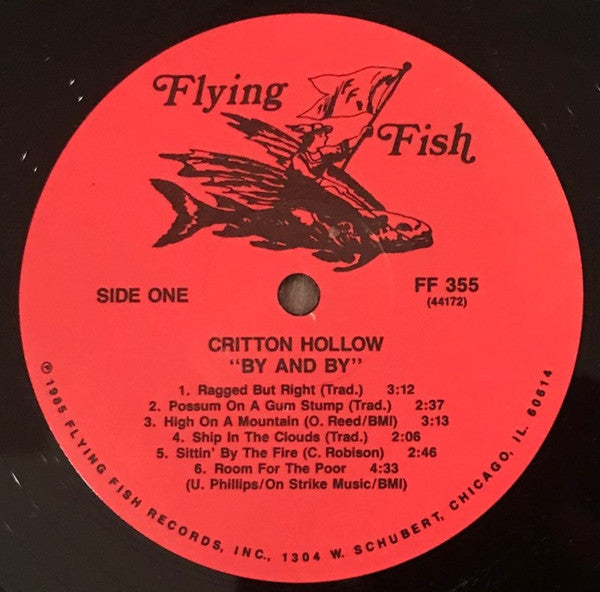 Flying
Fish
SIDE ONE
FF 355
(44172)
CRITTON HOLLOW
"BY AND BY"
1. Ragged But Right (Trad.) 3:12
2. Possum On A Gum Stump (Trad.) 2:37
3. High On A Mountain (O. Reed/BMI) 3:13
4. Ship In The Clouds (Trad.) 2:06
5. Sittin' By The Fire (C. Robison) 2:46
6. Room For The Poor 4:33
(U. Phillips/On Strike Music/BMI)
℗ 1985 FLYING FISH RECORDS, INC., 1304 W. SCHUBERT, CHICAGO, IL. 60614